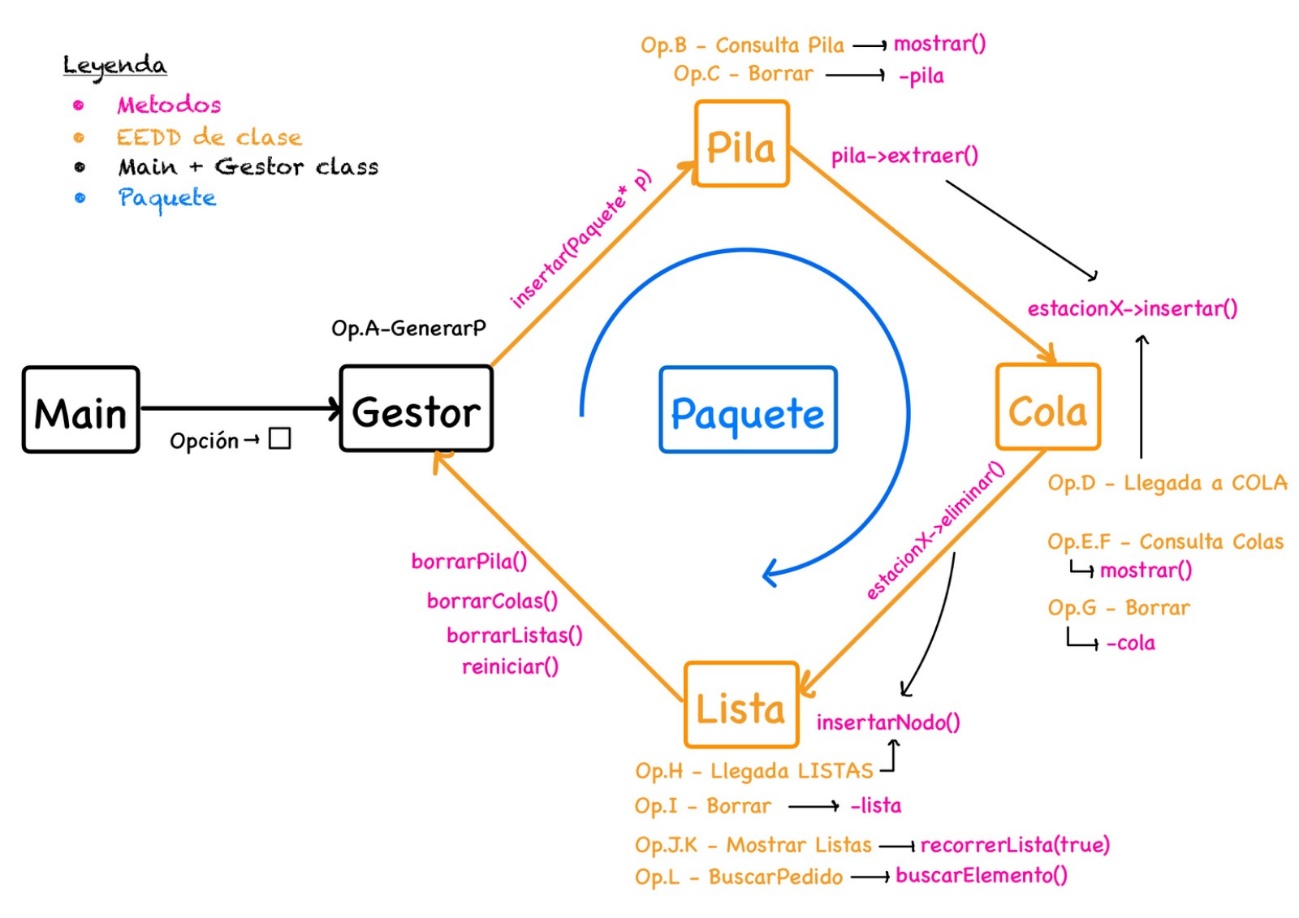 Leyenda
• Metodos
• EEDD de clase
• Main + Gestor class
• Paquete
Op.B - Consulta Pila → mostrar()
Op.C - Borrar → -pila
Pila
pila->extraer()
insertar(Paquete* p)
estacionX->insertar()
Op.A-GenerarP
Main
Opción → □
Gestor
Paquete
Cola
Op.D - Llegada a COLA
estacionX->eliminar()
Op.E.F - Consulta Colas
mostrar()
Op.G - Borrar
-cola
borrarPila()
borrarColas()
borrarListas()
reiniciar()
Lista
insertarNodo()
Op.H - Llegada LISTAS
Op.I - Borrar → -lista
Op.J.K - Mostrar Listas → recorrerLista(true)
Op.L - BuscarPedido → buscarElemento()